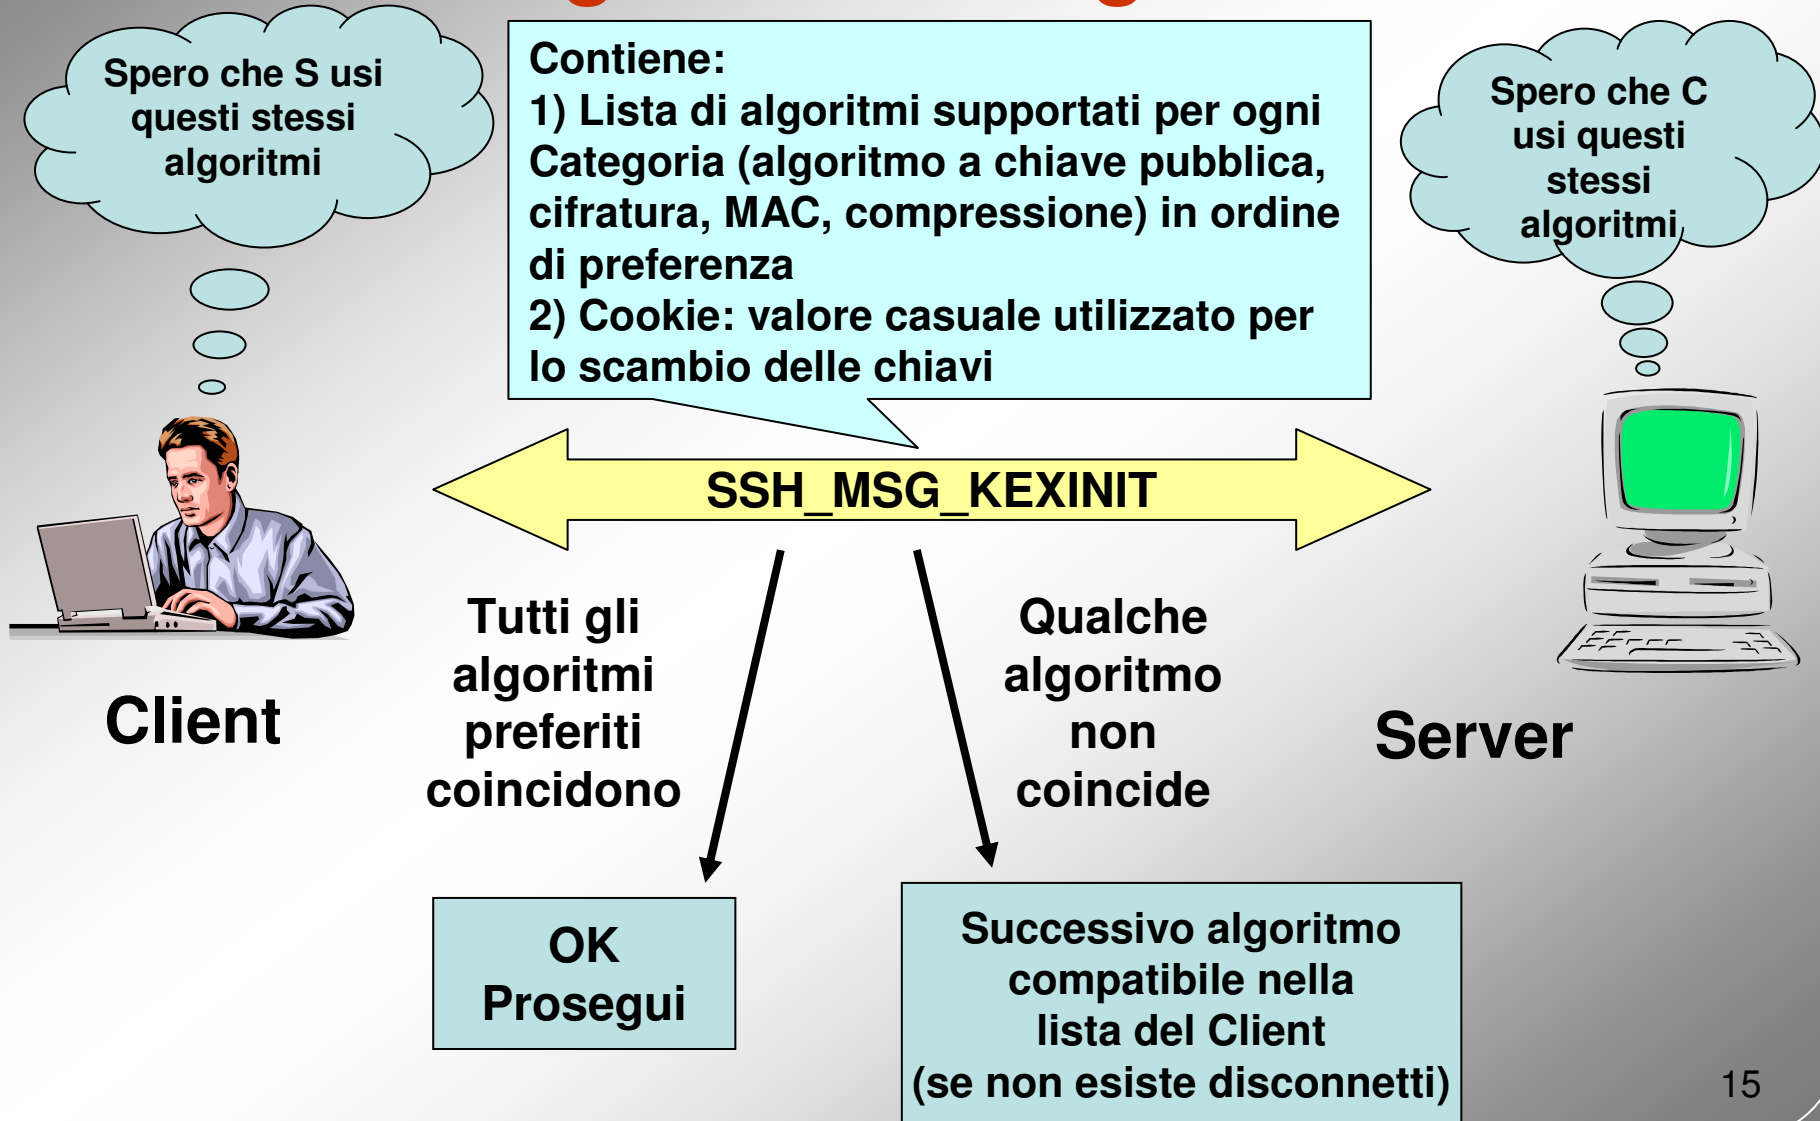 Spero che S usi
questi stessi
algoritmi
Contiene:
1) Lista di algoritmi supportati per ogni
Categoria (algoritmo a chiave pubblica,
cifratura, MAC, compressione) in ordine
di preferenza
2) Cookie: valore casuale utilizzato per
lo scambio delle chiavi
Spero che C
usi questi
stessi
algoritmi
SSH_MSG_KEXINIT
Client
Server
Tutti gli
algoritmi
preferiti
coincidono
Qualche
algoritmo
non
coincide
OK
Prosegui
Successivo algoritmo
compatibile nella
lista del Client
(se non esiste disconnetti)
15